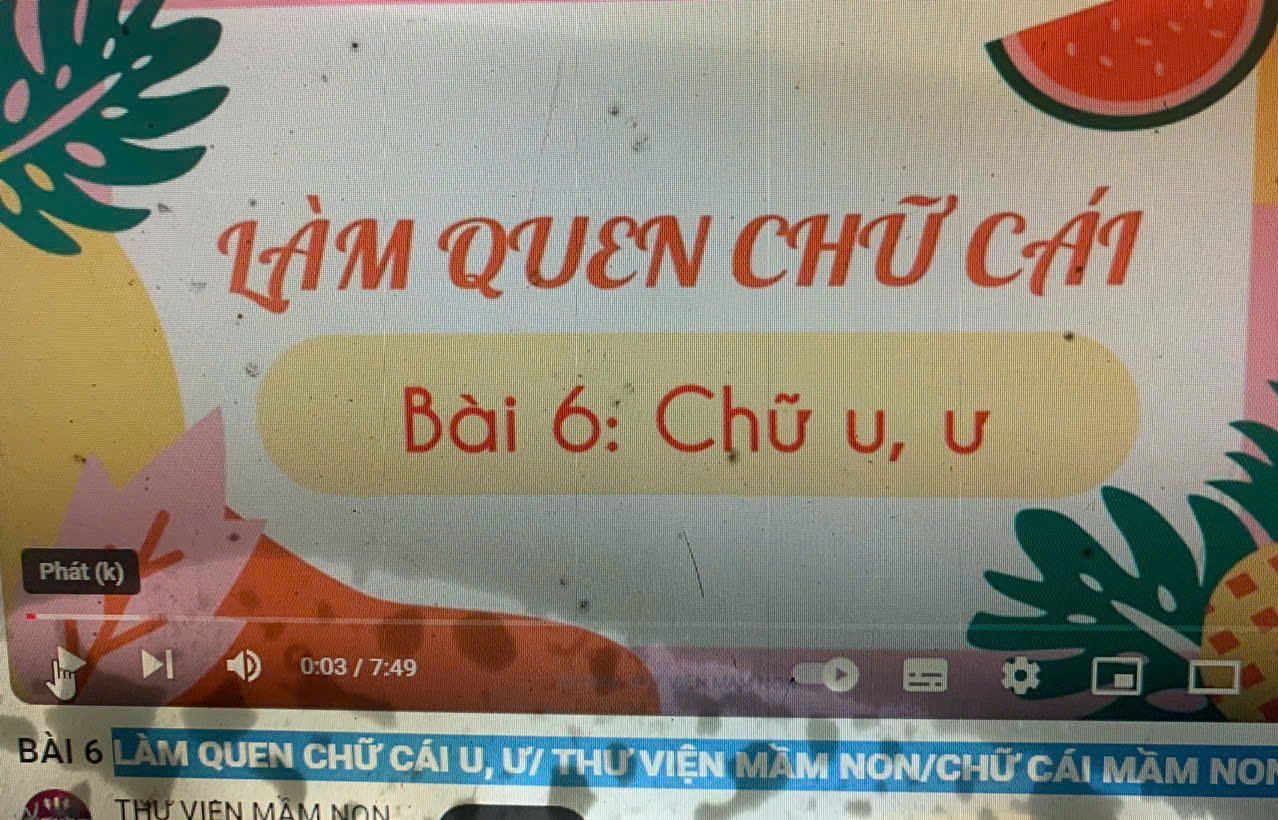 LÀM QUEN CHỮ CÁI
Bài 6: Chữ u, ư
Phát (k)
0:03 / 7:49
BÀI 6 LÀM QUEN CHỮ CÁI U, Ư/ THƯ VIỆN MẦM NON/CHỮ CÁI MẦM NON
THƯ VIỆN MẦM NON